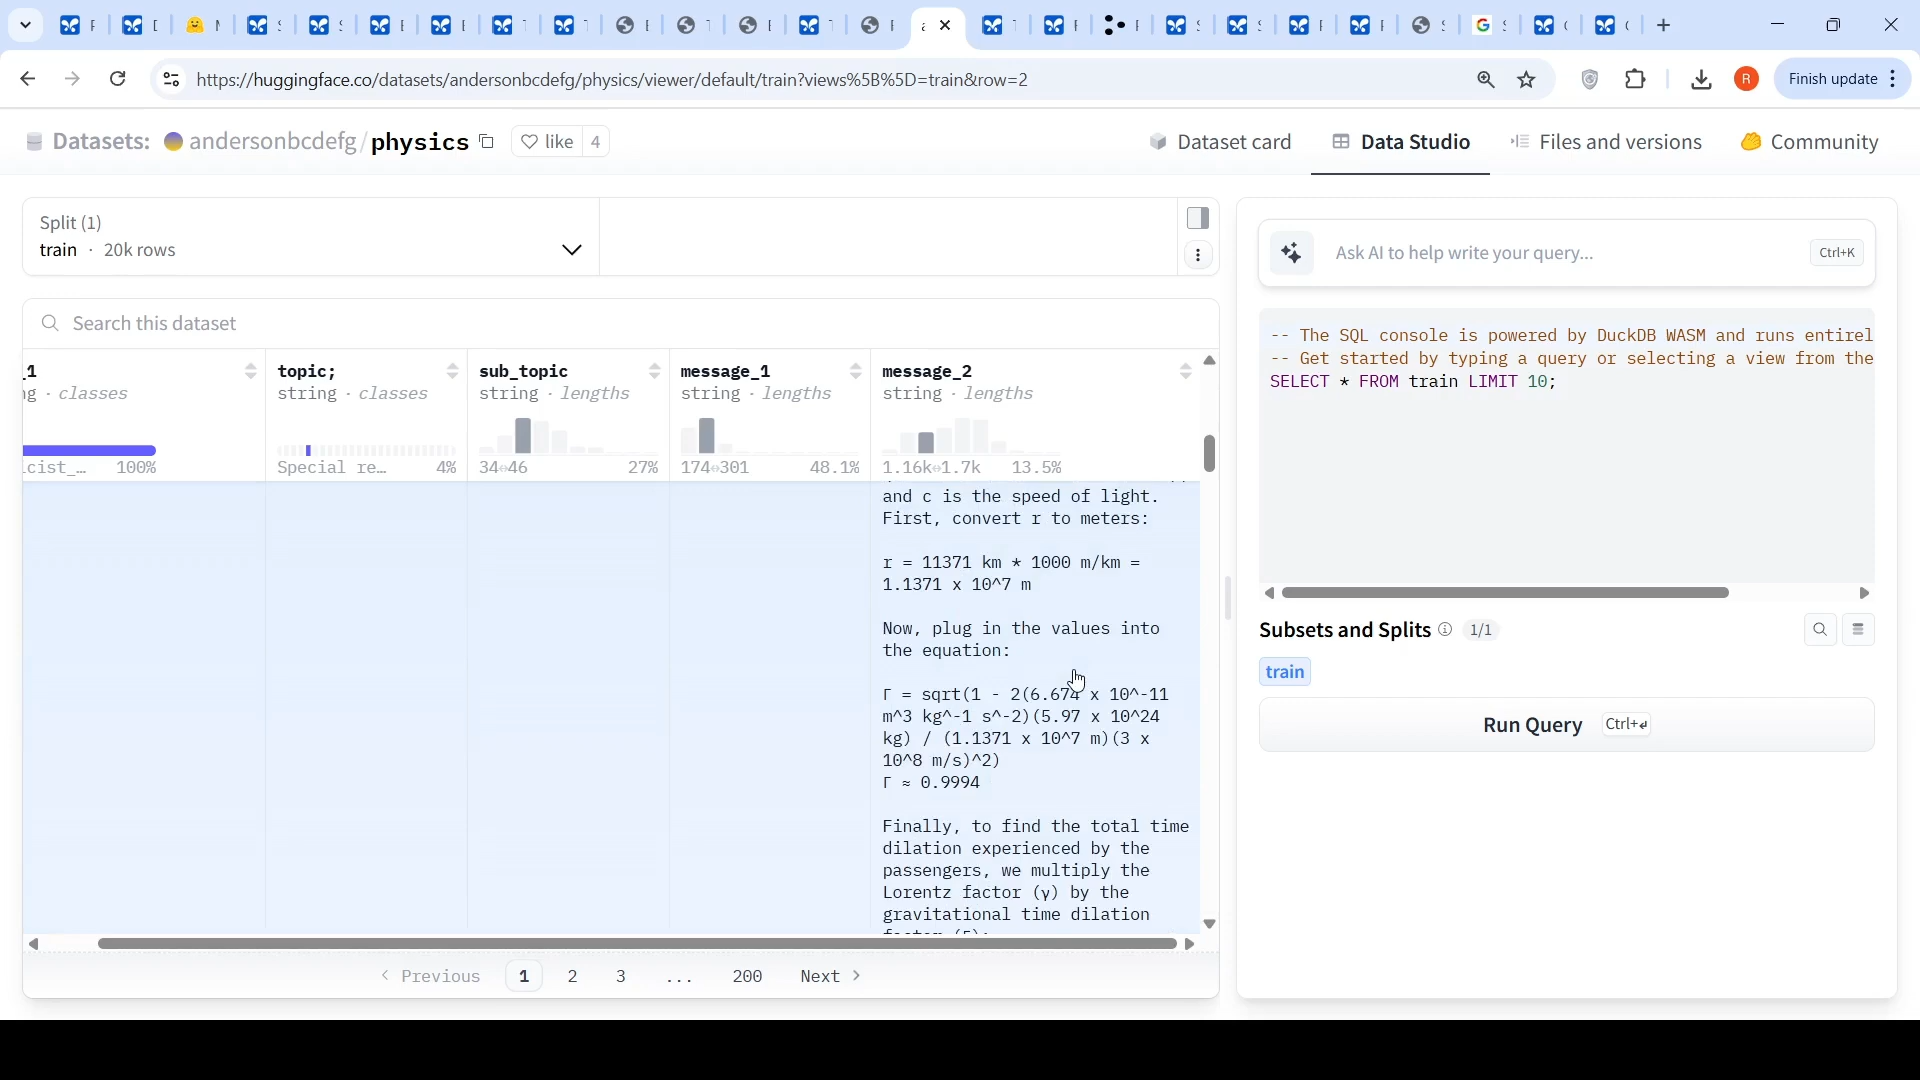 https://huggingface.co/datasets/andersonbcdefg/physics/viewer/default/train?views%5B%5D=train&row=2
R
Finish update
Datasets: andersonbcdefg/physics
like 4
Dataset card
Data Studio
Files and versions
Community
Split (1)
train · 20k rows
Search this dataset
_1
ng · classes
icist_… 100%
topic;
string · classes
Special re… 4%
sub_topic
string · lengths
34↔46 27%
message_1
string · lengths
174↔301 48.1%
message_2
string · lengths
1.16k↔1.7k 13.5%
and c is the speed of light.
First, convert r to meters:
r = 11371 km * 1000 m/km =
1.1371 x 10^7 m
Now, plug in the values into
the equation:
Γ = sqrt(1 - 2(6.674 x 10^-11
m^3 kg^-1 s^-2)(5.97 x 10^24
kg) / (1.1371 x 10^7 m)(3 x
10^8 m/s)^2)
Γ ≈ 0.9994
Finally, to find the total time
dilation experienced by the
passengers, we multiply the
Lorentz factor (γ) by the
gravitational time dilation
< Previous 1 2 3 ... 200 Next >
Ask AI to help write your query...
Ctrl+K
-- The SQL console is powered by DuckDB WASM and runs entirel
-- Get started by typing a query or selecting a view from the
SELECT * FROM train LIMIT 10;
Subsets and Splits 1/1
train
Run Query Ctrl+↵